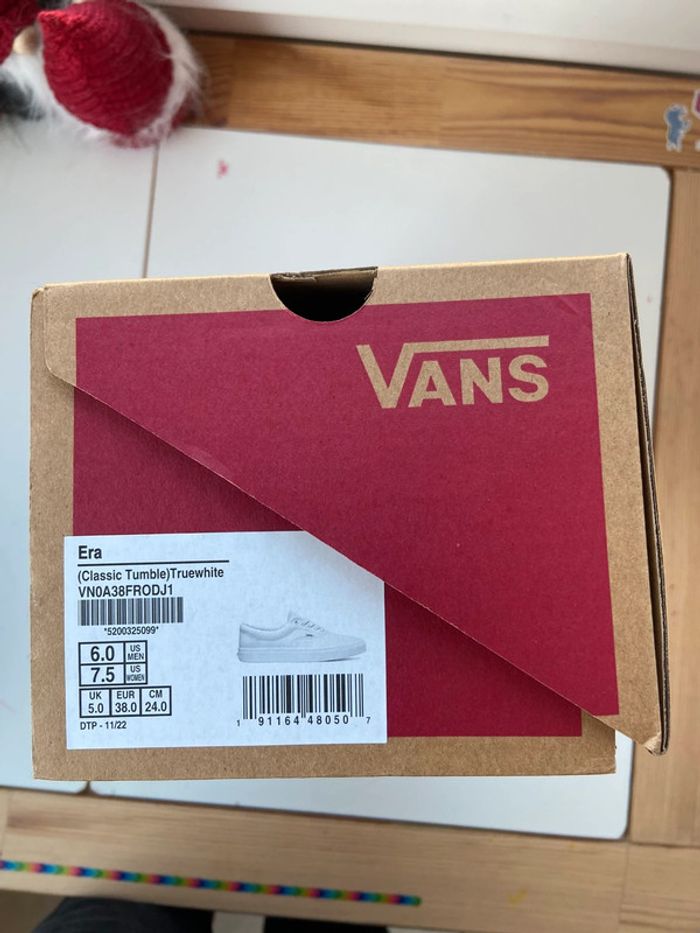 VANS
Era
(Classic Tumble)Truewhite
VN0A38FRODJ1
*5200325099*
6.0 US MEN
7.5 US WOMEN
UK EUR CM
5.0 38.0 24.0
DTP - 11/22
1 91164 48050 7